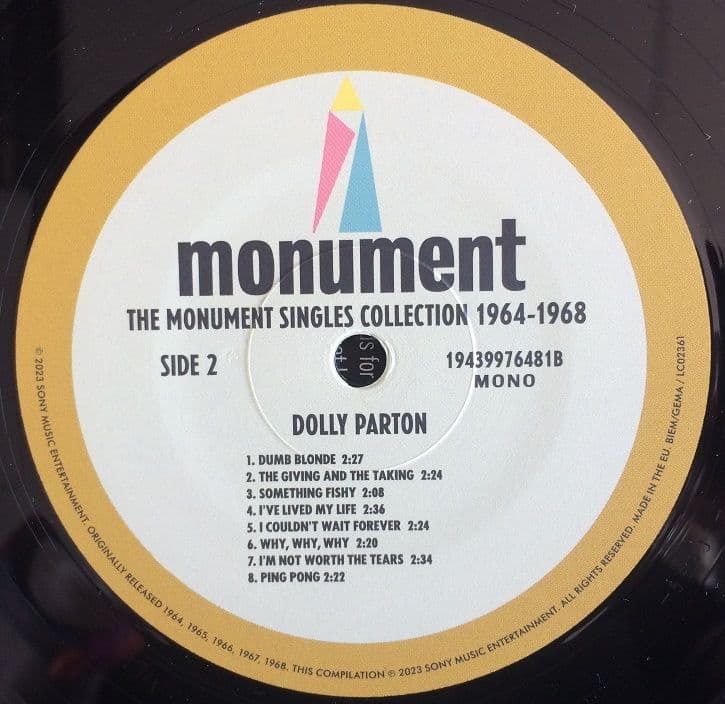 monument
THE MONUMENT SINGLES COLLECTION 1964-1968
SIDE 2
19439976481B
MONO
is for
DOLLY PARTON
1. DUMB BLONDE 2:27
2. THE GIVING AND THE TAKING 2:24
3. SOMETHING FISHY 2:08
4. I'VE LIVED MY LIFE 2:36
5. I COULDN'T WAIT FOREVER 2:24
6. WHY, WHY, WHY 2:20
7. I'M NOT WORTH THE TEARS 2:34
8. PING PONG 2:22
℗ 2023 SONY MUSIC ENTERTAINMENT. ORIGINALLY RELEASED 1964, 1965, 1966, 1967, 1968. THIS COMPILATION ℗ 2023 SONY MUSIC ENTERTAINMENT. ALL RIGHTS RESERVED. MADE IN THE EU. BIEM/GEMA / LC02361